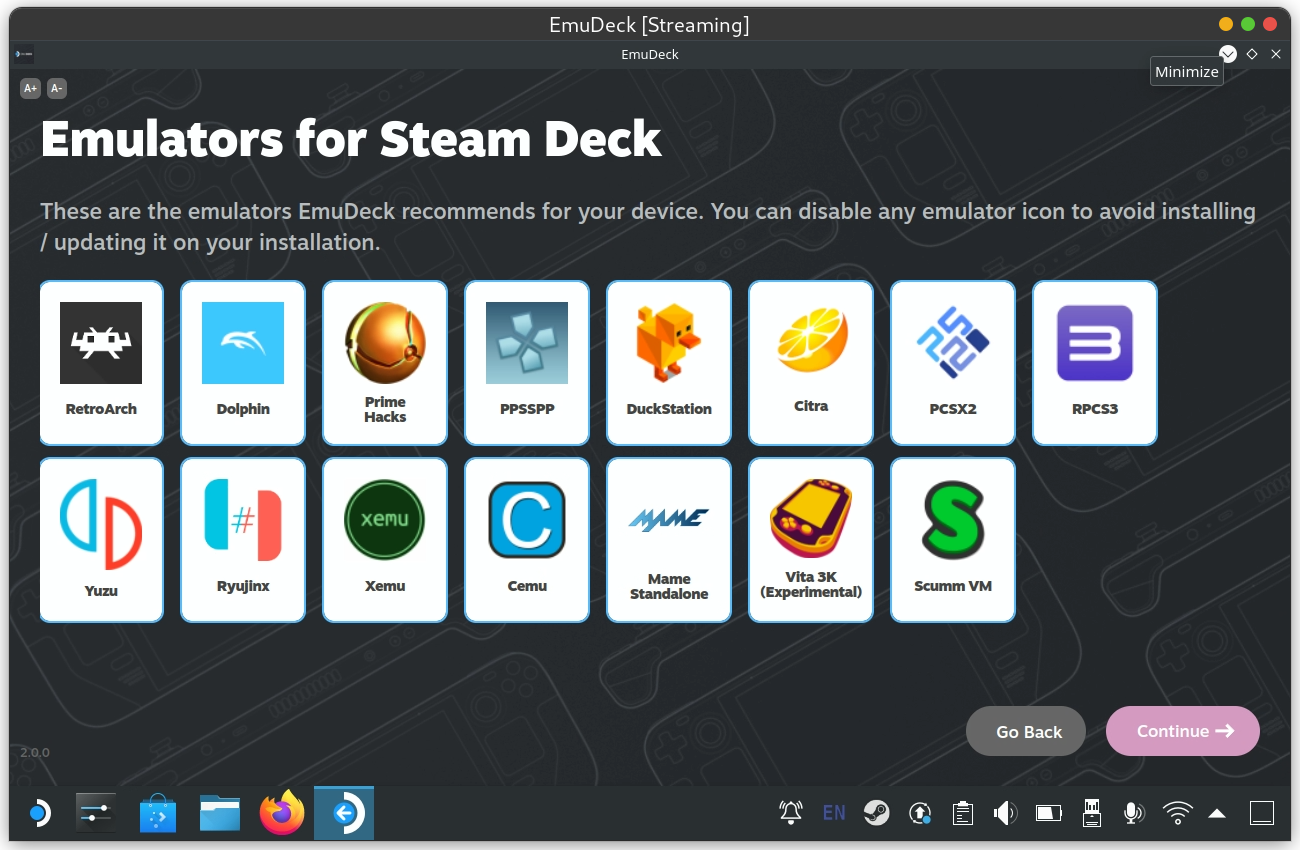 EmuDeck [Streaming]
EmuDeck
Minimize
A+ A-
Emulators for Steam Deck
These are the emulators EmuDeck recommends for your device. You can disable any emulator icon to avoid installing
/ updating it on your installation.
RetroArch
Dolphin
Prime
Hacks
PPSSPP
DuckStation
Citra
PCSX2
RPCS3
xemu
MAME
Yuzu
Ryujinx
Xemu
Cemu
Mame
Standalone
Vita 3K
(Experimental)
Scumm VM
Go Back
Continue
2.0.0
EN